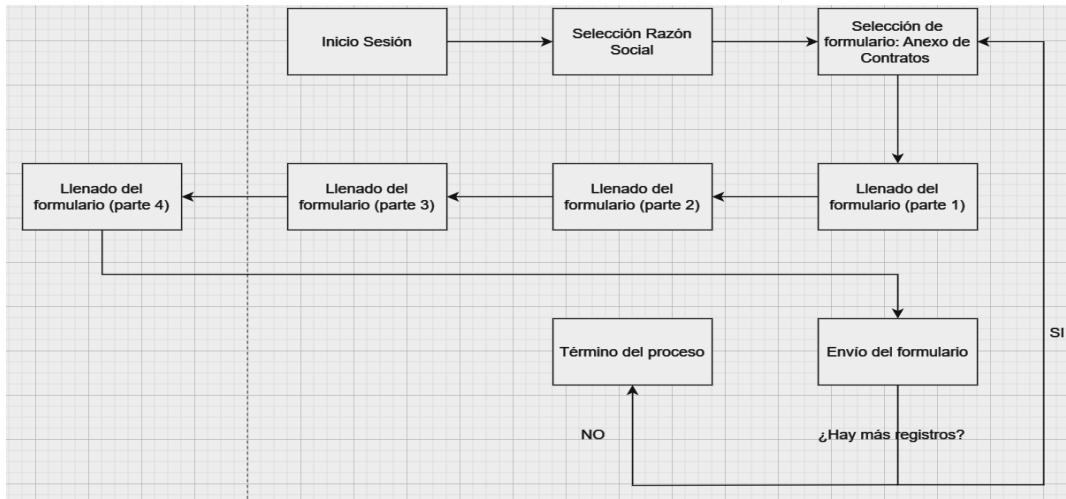 Inicio Sesión
Selección Razón
Social
Selección de
formulario: Anexo de
Contratos
Llenado del
formulario (parte 4)
Llenado del
formulario (parte 3)
Llenado del
formulario (parte 2)
Llenado del
formulario (parte 1)
Término del proceso
Envío del formulario
SI
NO
¿Hay más registros?